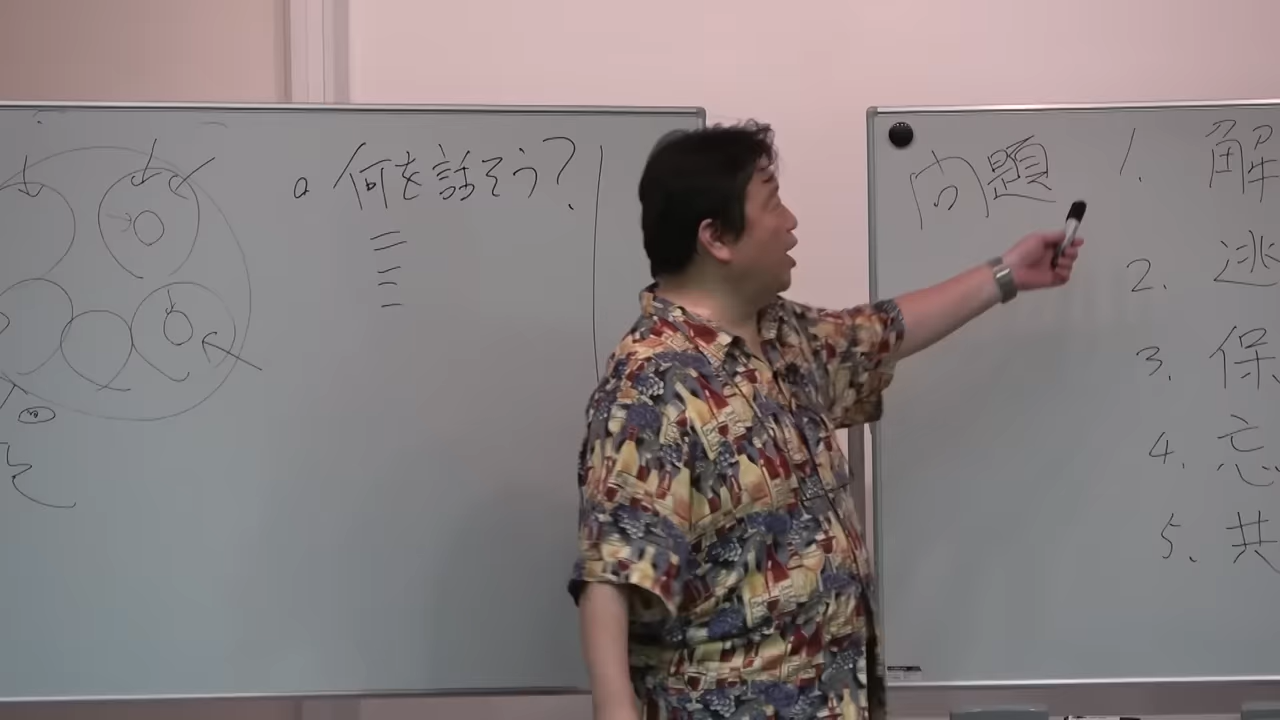 何を話そう?
問題 1. 解
2. 逃
3. 保
4. 忘
5. 共